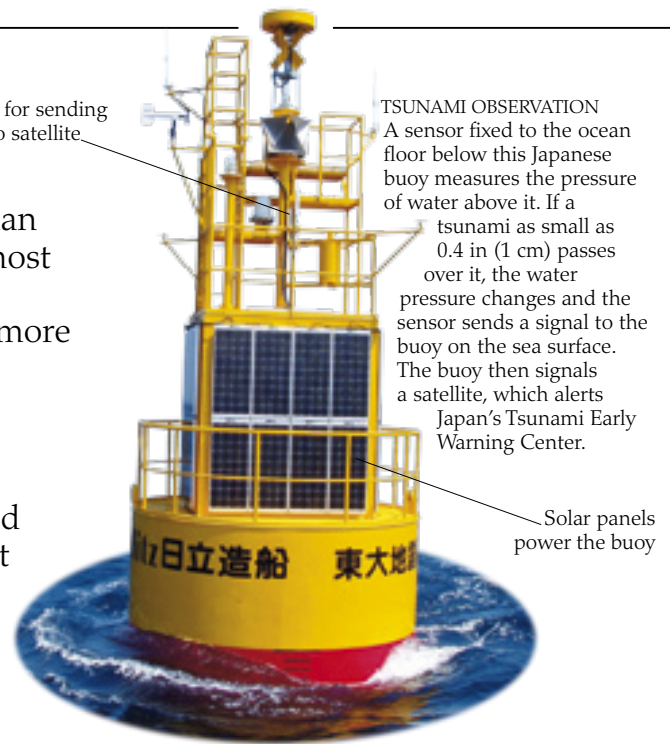 for sending
satellite
more
TSUNAMI OBSERVATION
A sensor fixed to the ocean
floor below this Japanese
buoy measures the pressure
of water above it. If a
tsunami as small as
0.4 in (1 cm) passes
over it, the water
pressure changes and the
sensor sends a signal to the
buoy on the sea surface.
The buoy then signals
a satellite, which alerts
Japan's Tsunami Early
Warning Center.
Solar panels
power the buoy
日立造船 東大地